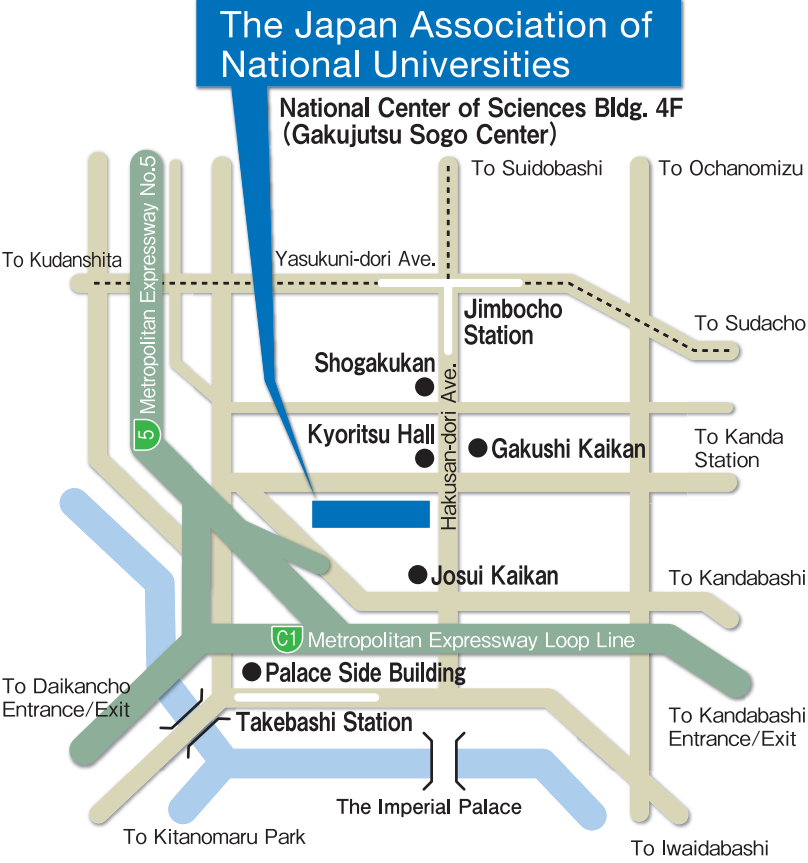 The Japan Association of
National Universities
National Center of Sciences Bldg. 4F
(Gakujutsu Sogo Center)
To Suidobashi
To Ochanomizu
Metropolitan Expressway No.5
5
To Kudanshita
Yasukuni-dori Ave.
Jimbocho
Station
To Sudacho
Shogakukan
Hakusan-dori Ave.
Kyoritsu Hall
Gakushi Kaikan
To Kanda
Station
Josui Kaikan
To Kandabashi
C1 Metropolitan Expressway Loop Line
Palace Side Building
To Daikancho
Entrance/Exit
Takebashi Station
To Kandabashi
Entrance/Exit
The Imperial Palace
To Kitanomaru Park
To Iwaidabashi